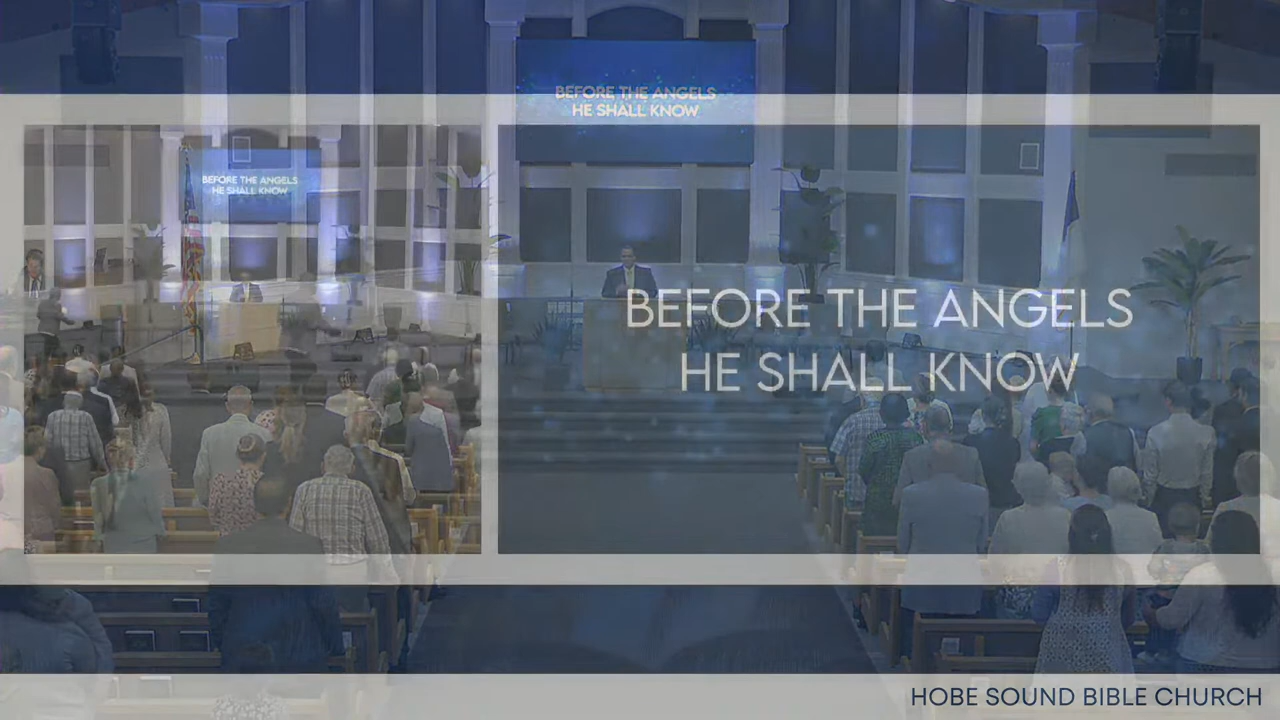 BEFORE THE ANGELS
HE SHALL KNOW
BEFORE THE ANGELS
HE SHALL KNOW
BEFORE THE ANGELS
HE SHALL KNOW
HOBE SOUND BIBLE CHURCH